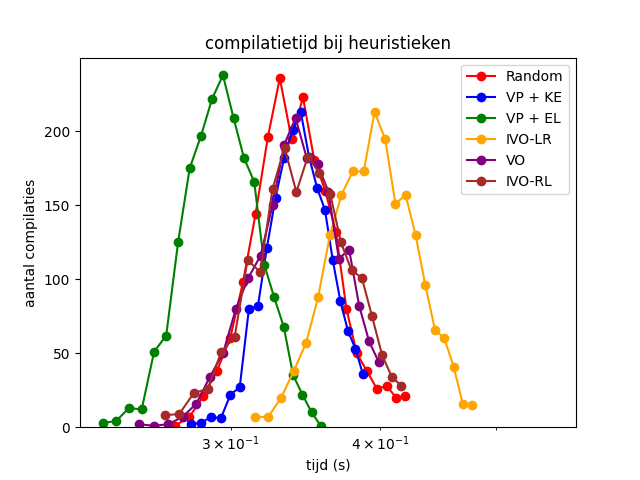 compilatietijd bij heuristieken
Random
VP + KE
VP + EL
IVO-LR
VO
IVO-RL
aantal compilaties
200
150
100
50
0
3 × 10⁻¹
4 × 10⁻¹
tijd (s)